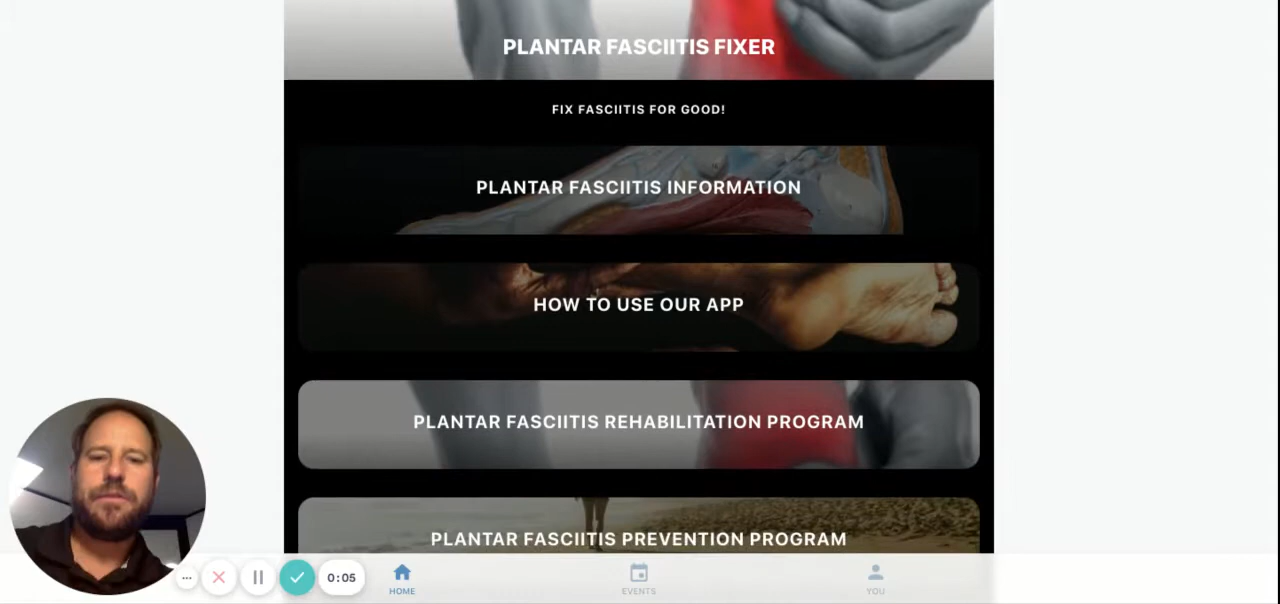 PLANTAR FASCIITIS FIXER
FIX FASCIITIS FOR GOOD!
PLANTAR FASCIITIS INFORMATION
HOW TO USE OUR APP
PLANTAR FASCIITIS REHABILITATION PROGRAM
PLANTAR FASCIITIS PREVENTION PROGRAM
0:05
HOME
EVENTS
YOU